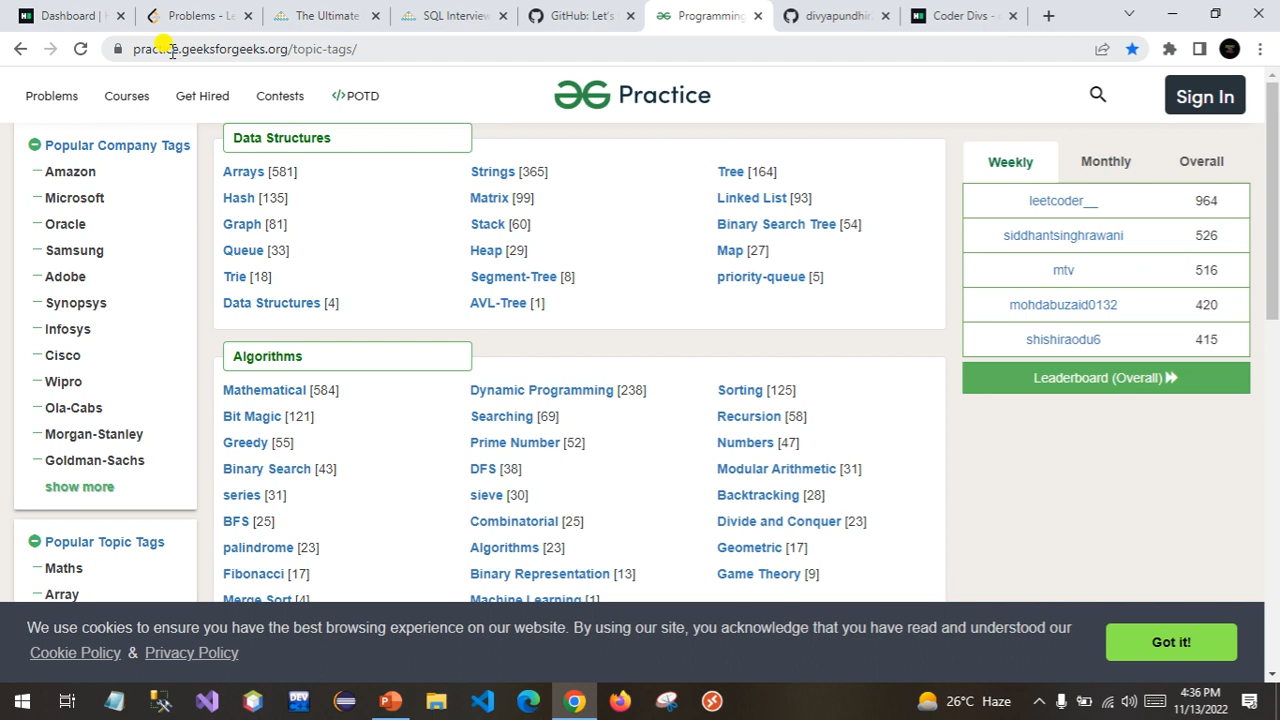 Dashboard | H
Problems - Le
The Ultimate
SQL Interview
GitHub: Let's
Programming
divyapundhir2
Coder Divs - c
practice.geeksforgeeks.org/topic-tags/
Problems
Courses
Get Hired
Contests
</>POTD
Practice
Sign In
Popular Company Tags
Amazon
Microsoft
Oracle
Samsung
Adobe
Synopsys
Infosys
Cisco
Wipro
Ola-Cabs
Morgan-Stanley
Goldman-Sachs
show more
Popular Topic Tags
Maths
Array
Data Structures
Arrays [581] Strings [365] Tree [164]
Hash [135] Matrix [99] Linked List [93]
Graph [81] Stack [60] Binary Search Tree [54]
Queue [33] Heap [29] Map [27]
Trie [18] Segment-Tree [8] priority-queue [5]
Data Structures [4] AVL-Tree [1]
Algorithms
Mathematical [584] Dynamic Programming [238] Sorting [125]
Bit Magic [121] Searching [69] Recursion [58]
Greedy [55] Prime Number [52] Numbers [47]
Binary Search [43] DFS [38] Modular Arithmetic [31]
series [31] sieve [30] Backtracking [28]
BFS [25] Combinatorial [25] Divide and Conquer [23]
palindrome [23] Algorithms [23] Geometric [17]
Fibonacci [17] Binary Representation [13] Game Theory [9]
Merge Sort [4] Machine Learning [1]
Weekly Monthly Overall
leetcoder__ 964
siddhantsinghrawani 526
mtv 516
mohdabuzaid0132 420
shishiraodu6 415
Leaderboard (Overall)
We use cookies to ensure you have the best browsing experience on our website. By using our site, you acknowledge that you have read and understood our
Cookie Policy & Privacy Policy
Got it!
26°C Haze
4:36 PM
11/13/2022